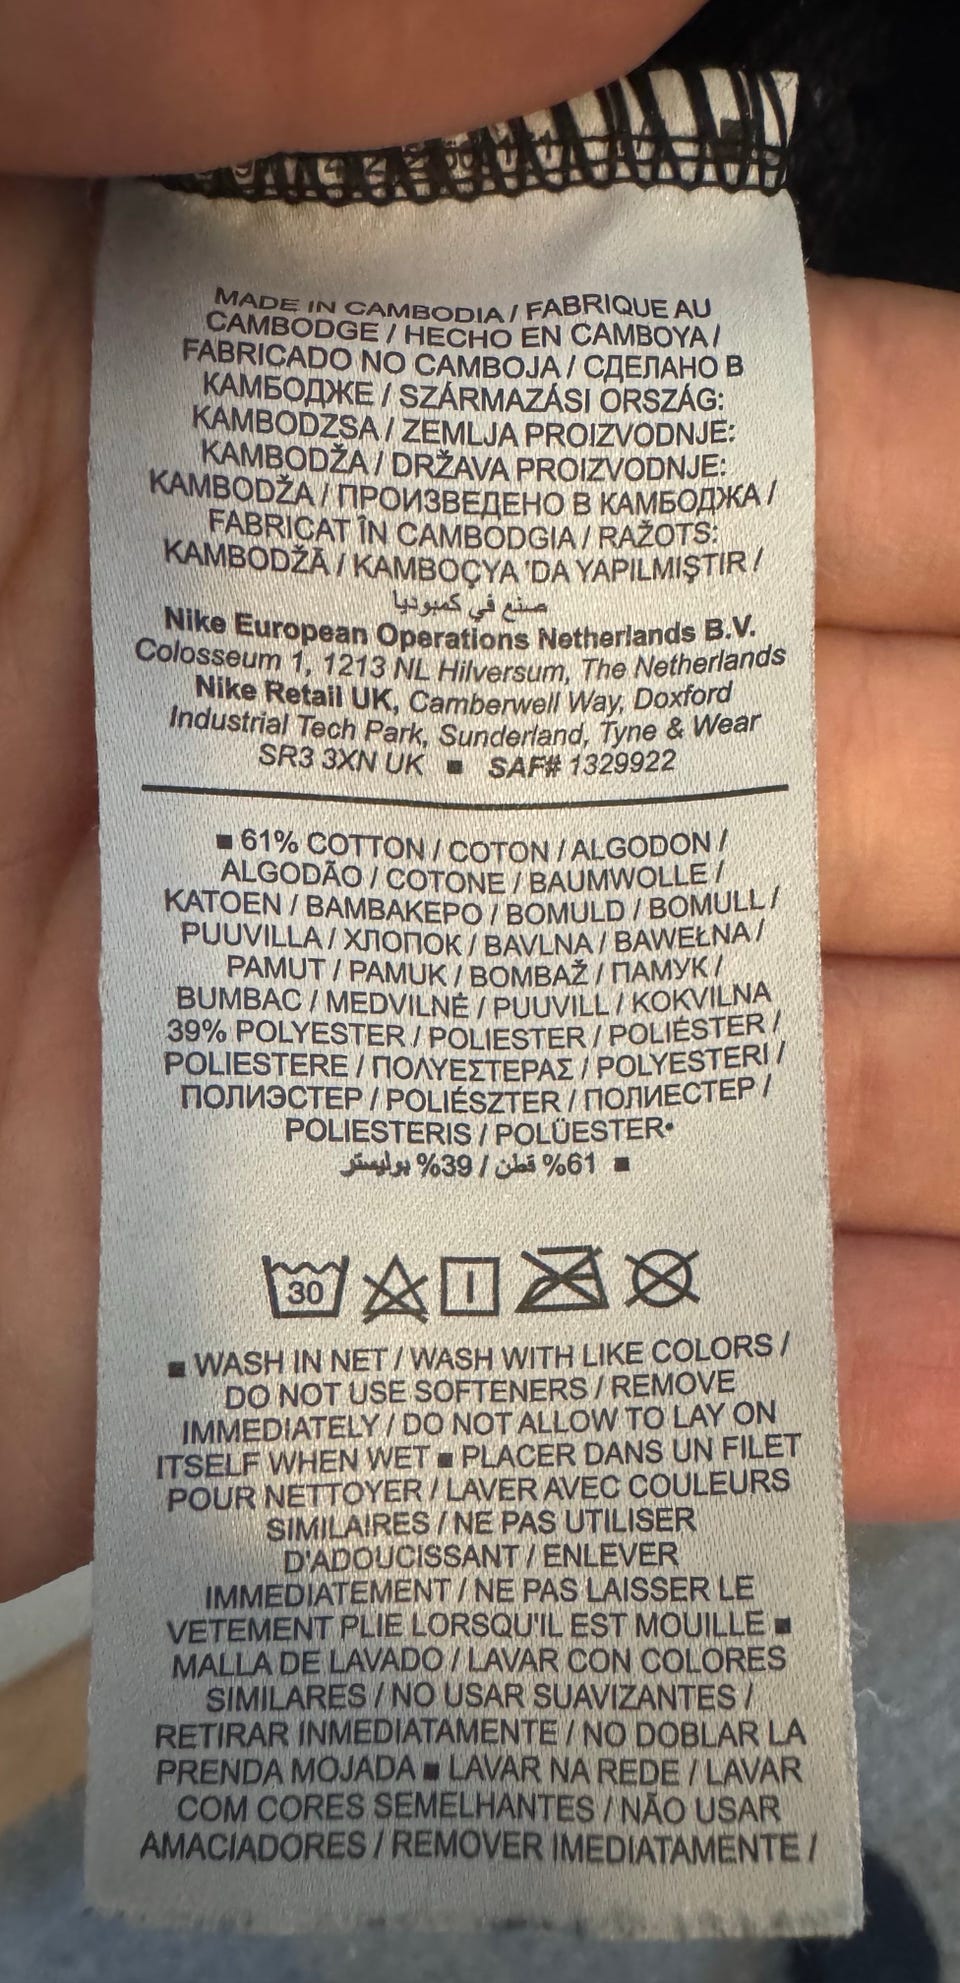 MADE IN CAMBODIA / FABRIQUE AU
CAMBODGE / HECHO EN CAMBOYA /
FABRICADO NO CAMBOJA / СДЕЛАНО В
КАМБОДЖЕ / SZÁRMAZÁSI ORSZÁG:
KAMBODZSA / ZEMLJA PROIZVODNJE:
KAMBODŽA / DRŽAVA PROIZVODNJE:
KAMBODŽA / ПРОИЗВЕДЕНО В КАМБОДЖА /
FABRICAT ÎN CAMBODGIA / RAŽOTS:
KAMBODŽĀ / KAMBOÇYA 'DA YAPILMIŞTIR /
صنع في كمبوديا
Nike European Operations Netherlands B.V.
Colosseum 1, 1213 NL Hilversum, The Netherlands
Nike Retail UK, Camberwell Way, Doxford
Industrial Tech Park, Sunderland, Tyne & Wear
SR3 3XN UK ■ SAF# 1329922
■ 61% COTTON / COTON / ALGODON /
ALGODÃO / COTONE / BAUMWOLLE /
KATOEN / BAMBAKEPO / BOMULD / BOMULL /
PUUVILLA / ХЛОПОК / BAVLNA / BAWEŁNA /
PAMUT / PAMUK / BOMBAŽ / ПАМУК /
BUMBAC / MEDVILNĖ / PUUVILL / KOKVILNA
39% POLYESTER / POLIESTER / POLIÉSTER /
POLIESTERE / ΠΟΛΥΕΣΤΕΡΑΣ / POLYESTERI /
ПОЛИЭСТЕР / POLIÉSZTER / ПОЛИЕСТЕР /
POLIESTERIS / POLÜESTER•
■ 61% قطن / 39% بوليستر
30
■ WASH IN NET / WASH WITH LIKE COLORS /
DO NOT USE SOFTENERS / REMOVE
IMMEDIATELY / DO NOT ALLOW TO LAY ON
ITSELF WHEN WET ■ PLACER DANS UN FILET
POUR NETTOYER / LAVER AVEC COULEURS
SIMILAIRES / NE PAS UTILISER
D'ADOUCISSANT / ENLEVER
IMMEDIATEMENT / NE PAS LAISSER LE
VETEMENT PLIE LORSQU'IL EST MOUILLE ■
MALLA DE LAVADO / LAVAR CON COLORES
SIMILARES / NO USAR SUAVIZANTES /
RETIRAR INMEDIATAMENTE / NO DOBLAR LA
PRENDA MOJADA ■ LAVAR NA REDE / LAVAR
COM CORES SEMELHANTES / NÃO USAR
AMACIADORES / REMOVER IMEDIATAMENTE /